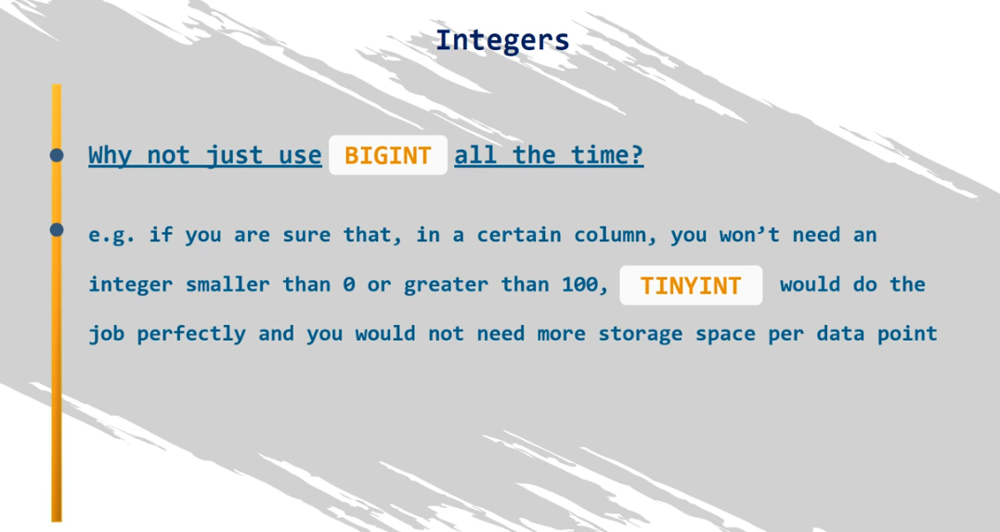 Integers
Why not just use BIGINT all the time?
e.g. if you are sure that, in a certain column, you won’t need an
integer smaller than 0 or greater than 100, TINYINT would do the
job perfectly and you would not need more storage space per data point